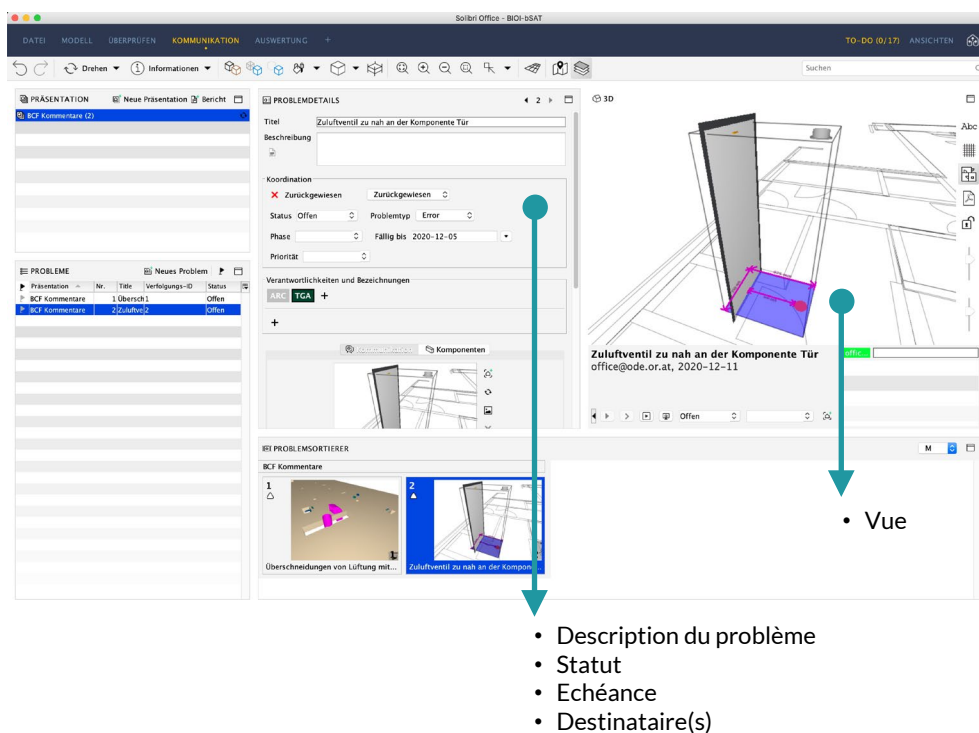 Solibri Office - BIOI-bSAT
DATEI MODELL ÜBERPRÜFEN KOMMUNIKATION AUSWERTUNG + TO-DO (0/17) ANSICHTEN
Drehen Informationen Suchen
PRÄSENTATION Neue Präsentation Bericht
BCF Kommentare (2)
PROBLEMDETAILS 2
Titel Zuluftventil zu nah an der Komponente Tür
Beschreibung
Koordination
Zurückgewiesen Zurückgewiesen
Status Offen Problemtyp Error
Phase Fällig bis 2020-12-05
Priorität
Verantwortlichkeiten und Bezeichnungen
ARC TGA +
+
Komponenten
3D
Abc
Zuluftventil zu nah an der Komponente Tür
office@ode.or.at, 2020-12-11
offic...
Offen
PROBLEME Neues Problem
Präsentation Nr. Title Verfolgungs-ID Status
BCF Kommentare 1 Übersch 1 Offen
BCF Kommentare 2 Zuluftve 2 Offen
PROBLEMSORTIERER M
BCF Kommentare
1
2
Überschneidungen von Lüftung mit...
Zuluftventil zu nah an der Kompone...
• Vue
• Description du problème
• Statut
• Echéance
• Destinataire(s)